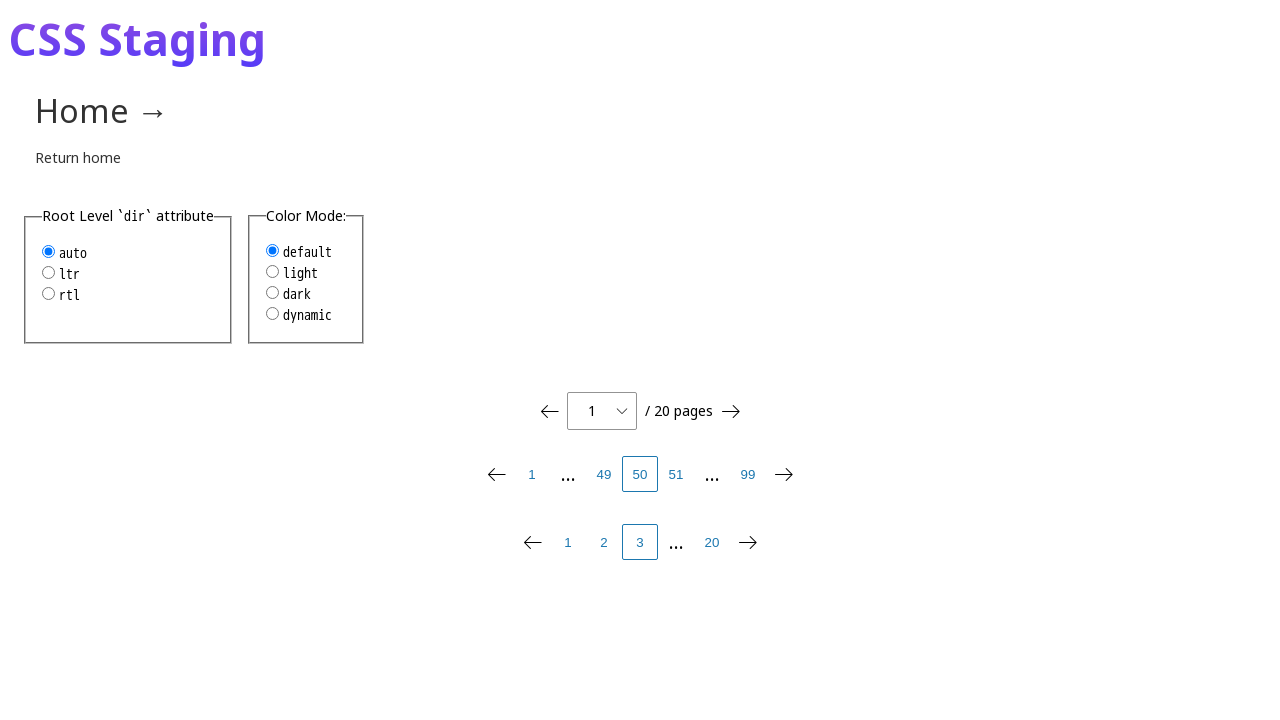 CSS Staging
Home →
Return home
Root Level `dir` attribute
auto
ltr
rtl
Color Mode:
default
light
dark
dynamic
1 / 20 pages
1 ... 49 50 51 ... 99
1 2 3 ... 20